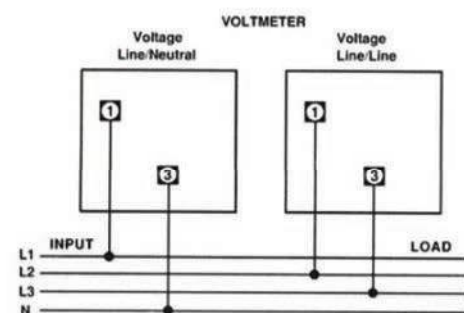 VOLTMETER
Voltage
Line/Neutral
Voltage
Line/Line
1
3
1
3
INPUT
LOAD
L1
L2
L3
N